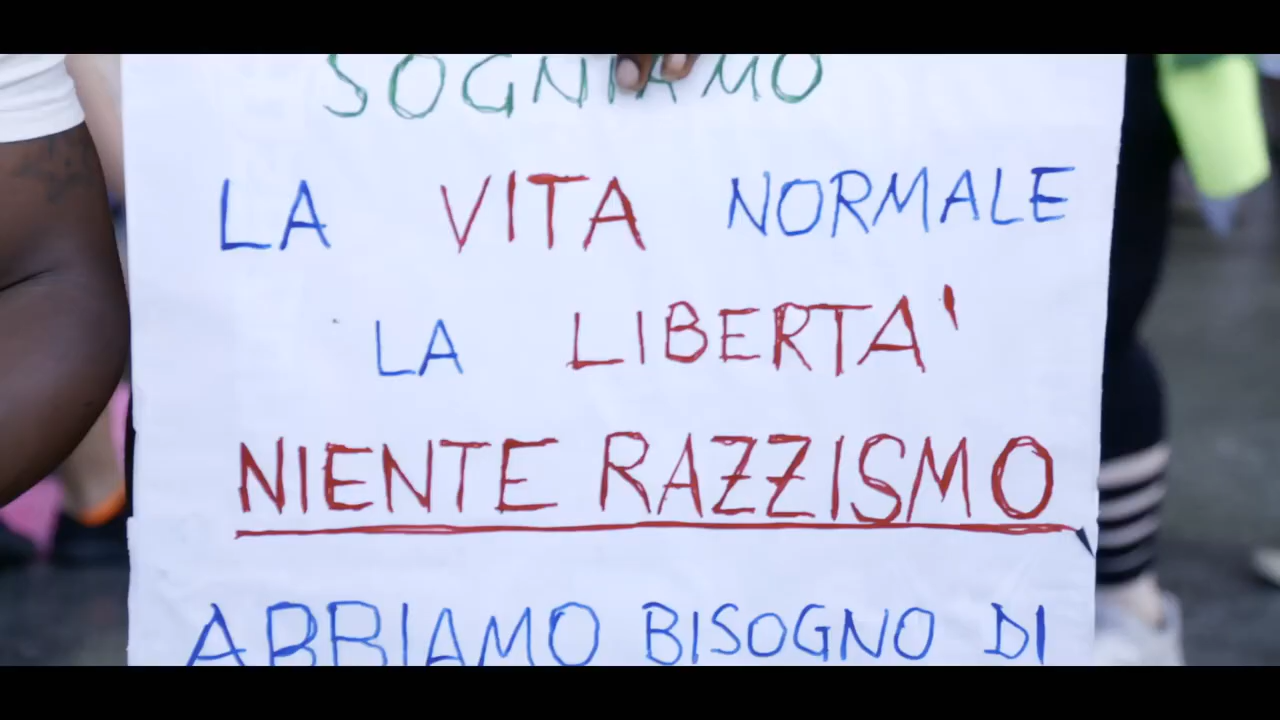 SOGNIAMO
LA VITA NORMALE
LA LIBERTA'
NIENTE RAZZISMO
ABBIAMO BISOGNO DI